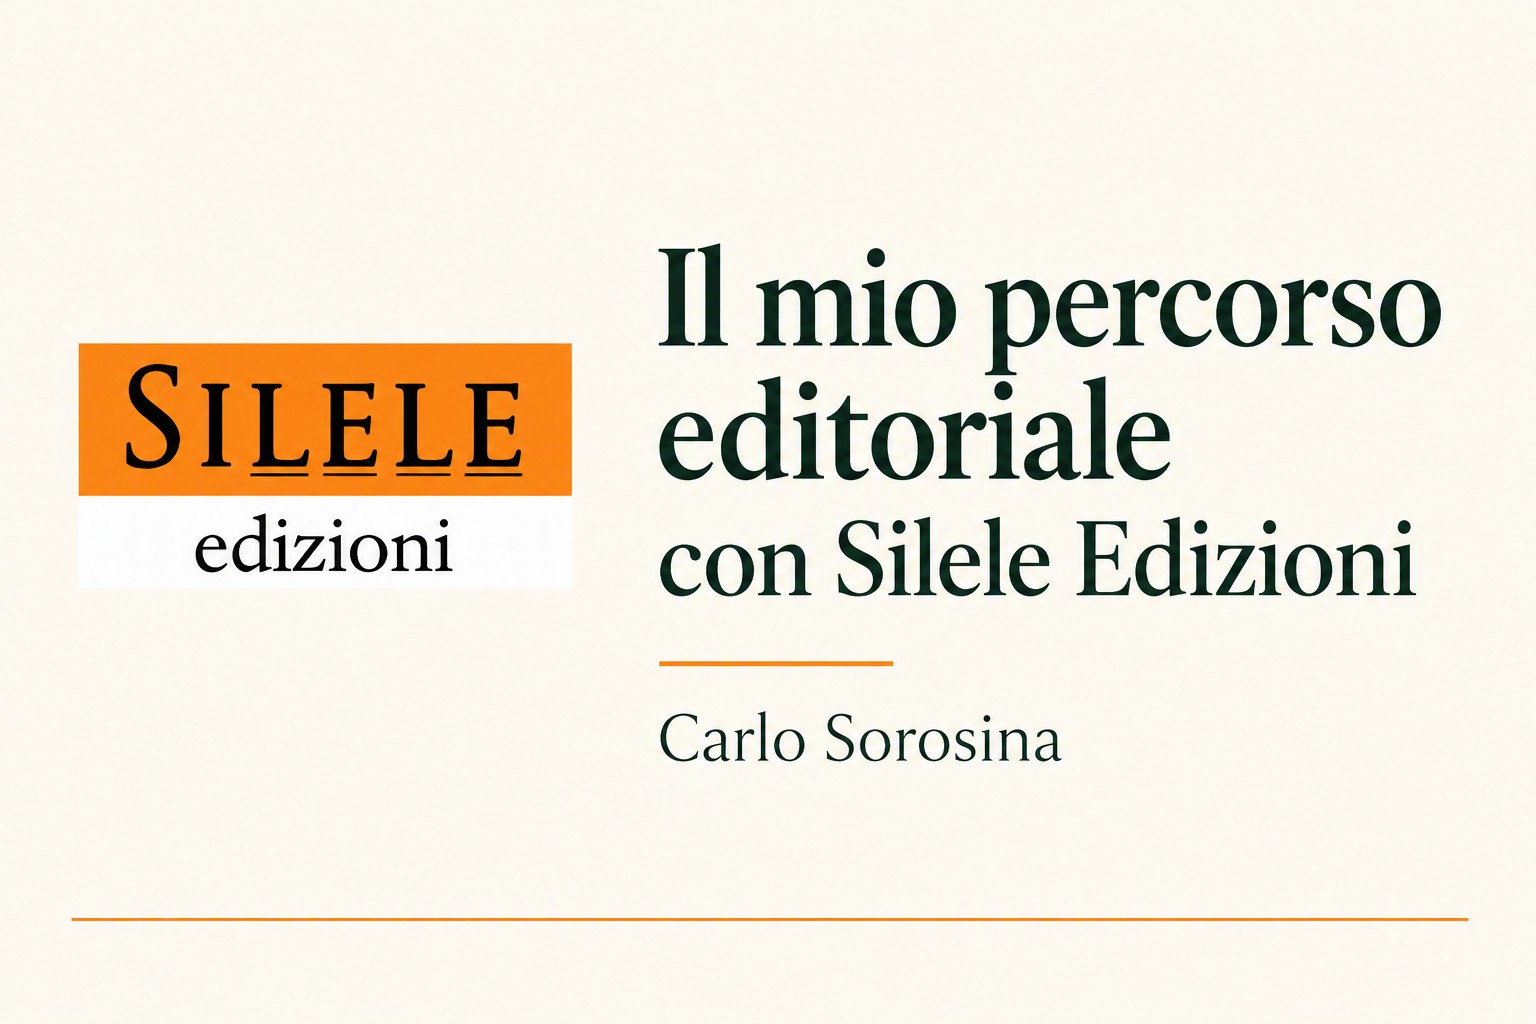 SILELE
edizioni
Il mio percorso
editoriale
con Silele Edizioni
Carlo Sorosina